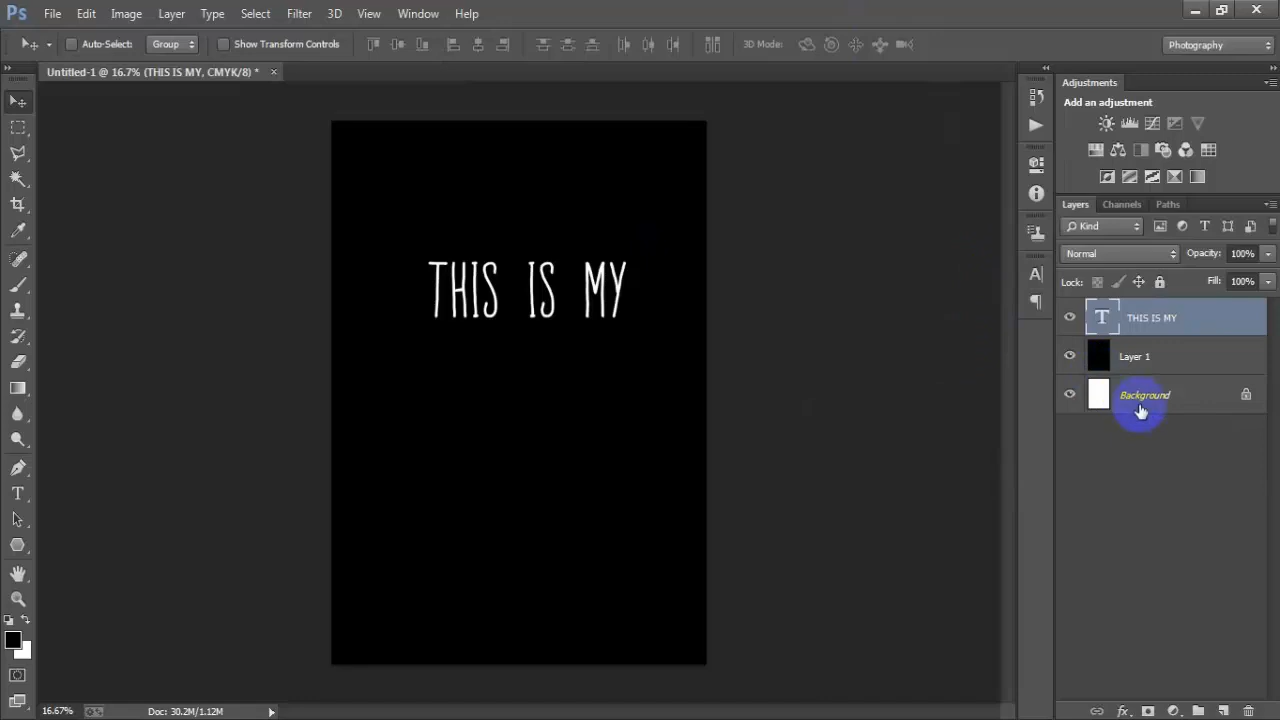 Ps File Edit Image Layer Type Select Filter 3D View Window Help
Auto-Select: Group Show Transform Controls 3D Mode: Photography
Untitled-1 @ 16.7% (THIS IS MY, CMYK/8) *
Adjustments
Add an adjustment
Layers Channels Paths
Kind
Normal Opacity: 100%
Lock: Fill: 100%
THIS IS MY
T THIS IS MY
Layer 1
Background
16.67% Doc: 30.2M/1.12M